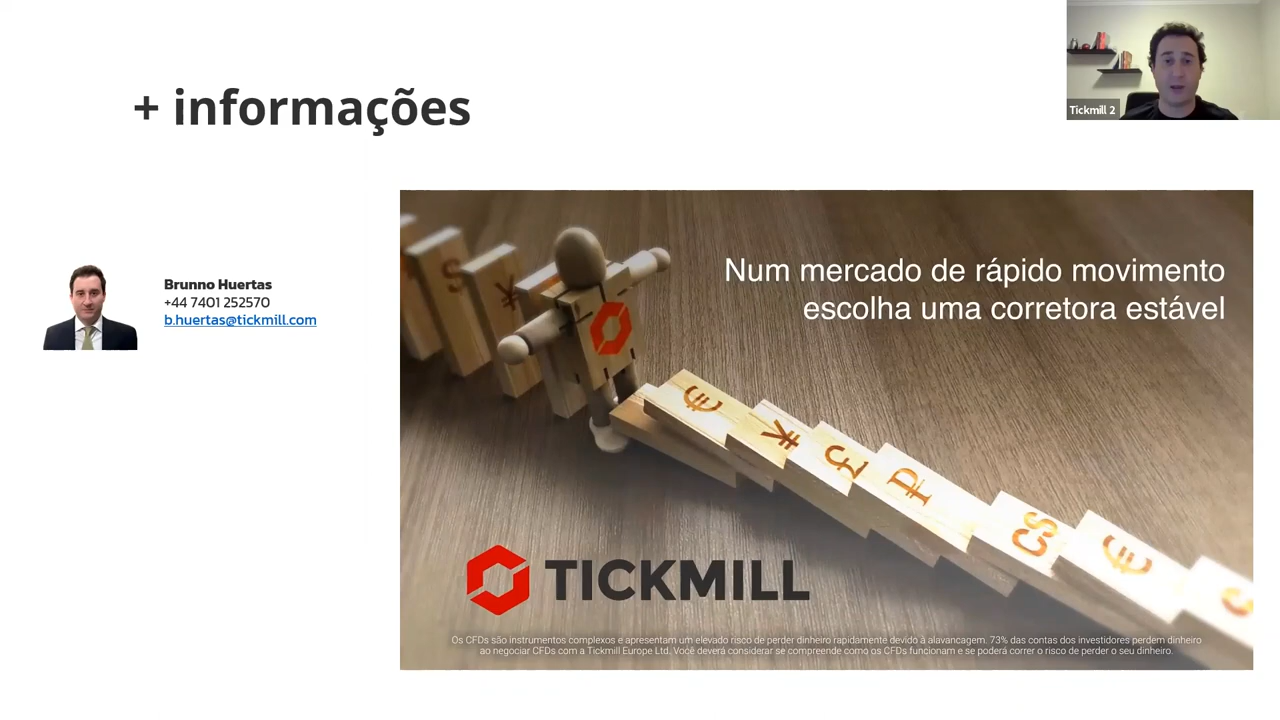 + informações
Tickmill 2
Brunno Huertas
+44 7401 252570
b.huertas@tickmill.com
Num mercado de rápido movimento
escolha uma corretora estável
$ ¥
€ ¥ £ ₽ C$ €
TICKMILL
Os CFDs são instrumentos complexos e apresentam um elevado risco de perder dinheiro rapidamente devido à alavancagem. 73% das contas dos investidores perdem dinheiro
ao negociar CFDs com a Tickmill Europe Ltd. Você deverá considerar se compreende como os CFDs funcionam e se poderá correr o risco de perder o seu dinheiro.